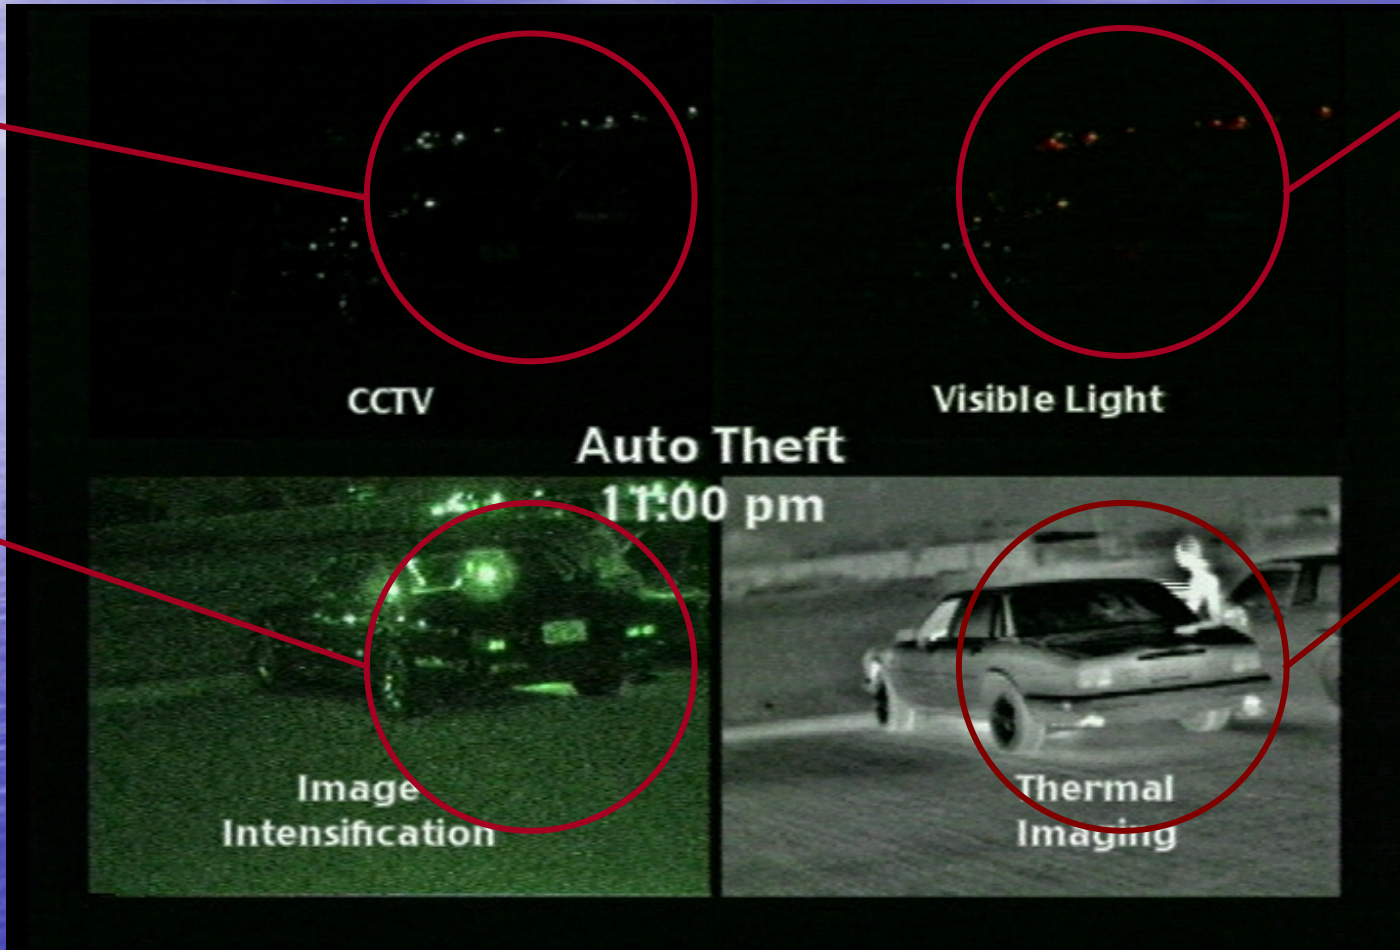 CCTV
Visible Light
Auto Theft
11:00 pm
Image
Intensification
Thermal
Imaging